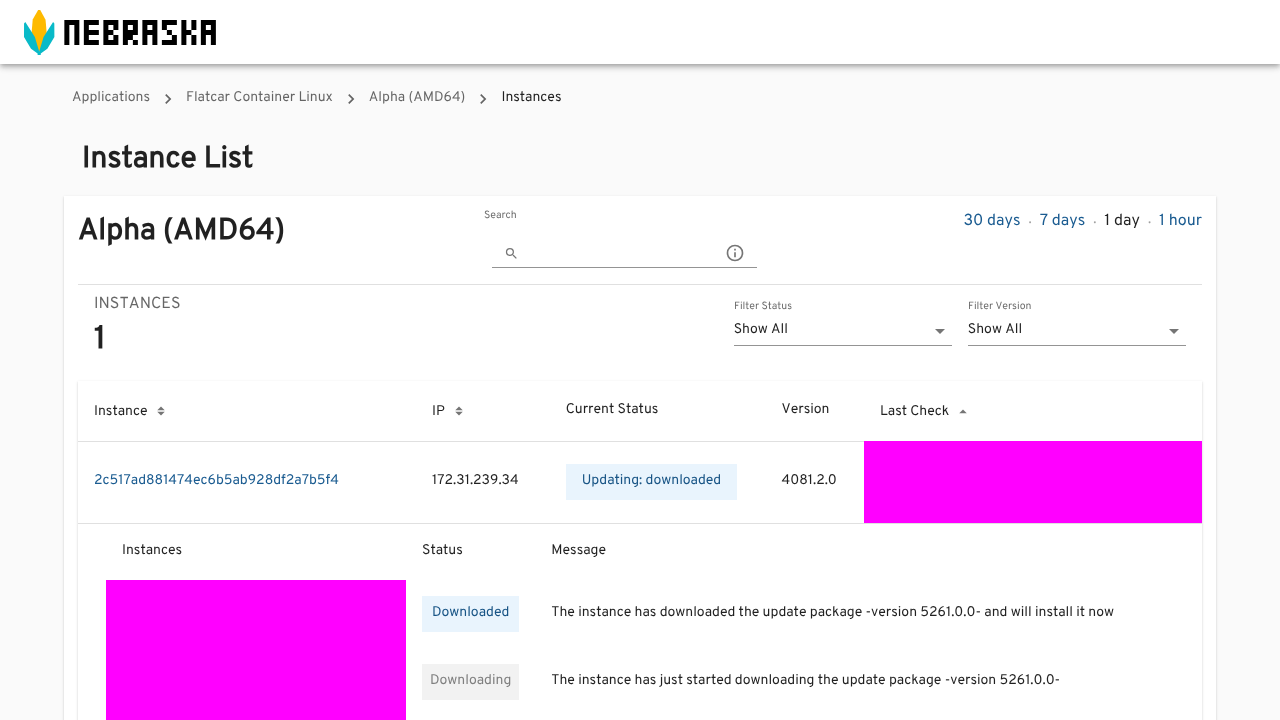 NEBRASKA
Applications > Flatcar Container Linux > Alpha (AMD64) > Instances
Instance List
Alpha (AMD64)
Search
30 days . 7 days . 1 day . 1 hour
INSTANCES
1
Filter Status
Show All
Filter Version
Show All
Instance IP Current Status Version Last Check
2c517ad881474ec6b5ab928df2a7b5f4 172.31.239.34 Updating: downloaded 4081.2.0
Instances Status Message
Downloaded The instance has downloaded the update package -version 5261.0.0- and will install it now
Downloading The instance has just started downloading the update package -version 5261.0.0-